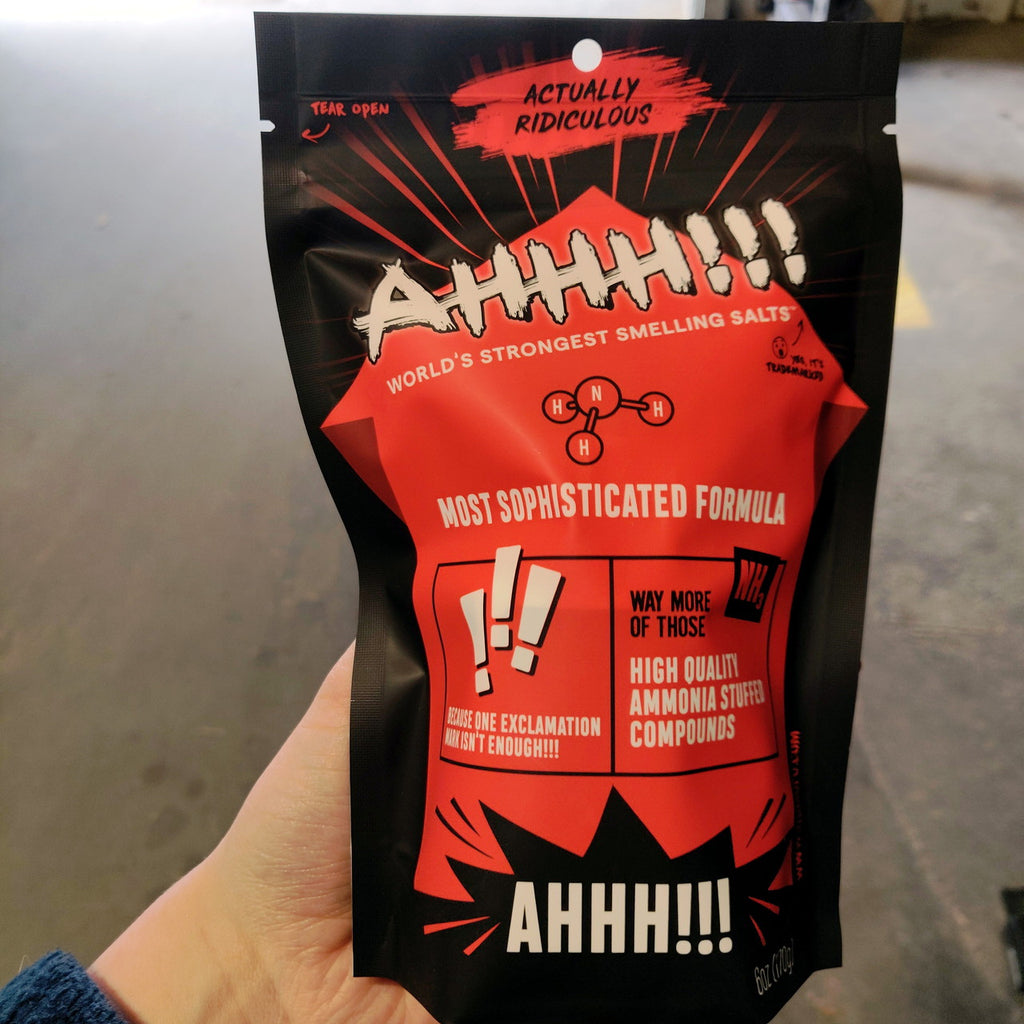 ACTUALLY
RIDICULOUS
TEAR OPEN
AHHH!!!
WORLD'S STRONGEST SMELLING SALTS™
YES, IT'S
TRADEMARKED
N
H
H
H
MOST SOPHISTICATED FORMULA
!!!
BECAUSE ONE EXCLAMATION
MARK ISN'T ENOUGH!!!
NH3
WAY MORE
OF THOSE
HIGH QUALITY
AMMONIA STUFFED
COMPOUNDS
AHHH!!!
6oz (170g)